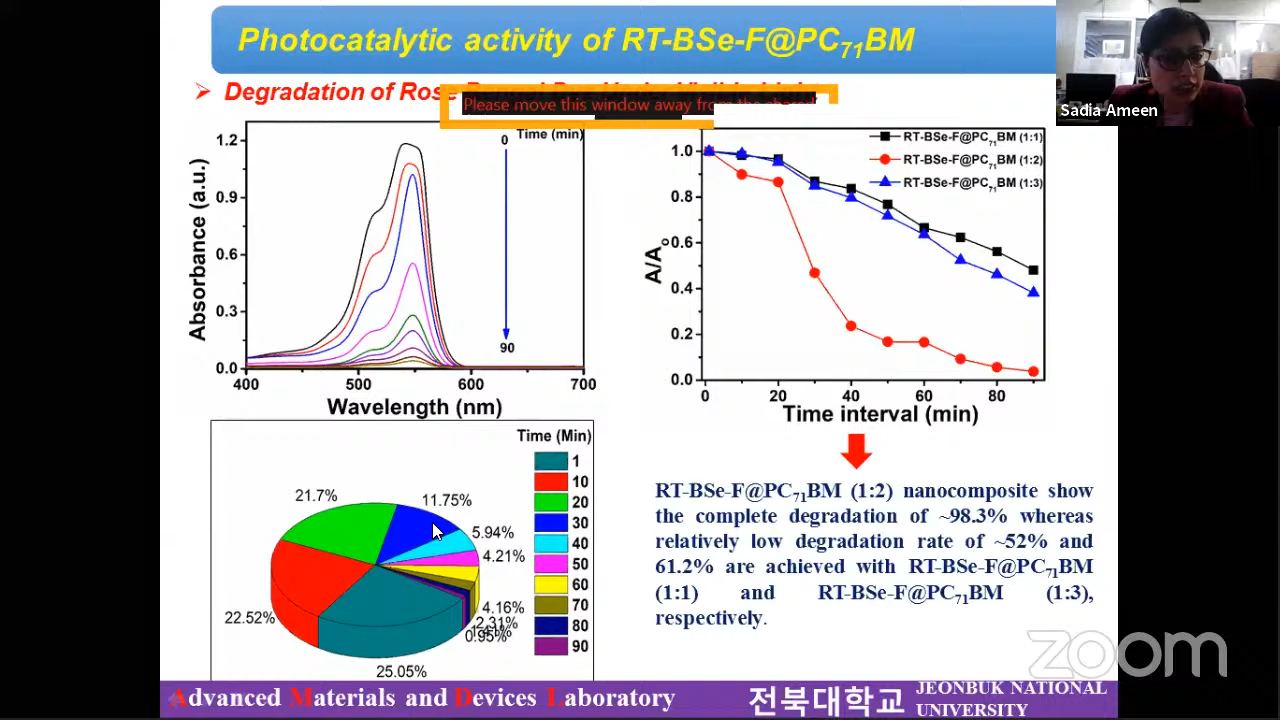 Photocatalytic activity of RT-BSe-F@PC71BM
Sadia Ameen
Degradation of Rose
Please move this window away from the shared
Time (min)
0
90
1.2
0.9
0.6
0.3
0.0
Absorbance (a.u.)
400 500 600 700
Wavelength (nm)
RT-BSe-F@PC71BM (1:1)
RT-BSe-F@PC71BM (1:2)
RT-BSe-F@PC71BM (1:3)
1.0
0.8
0.6
0.4
0.2
0.0
A/Ao
0 20 40 60 80
Time interval (min)
Time (Min)
1
10
20
30
40
50
60
70
80
90
21.7%
11.75%
5.94%
4.21%
4.16%
2.31%
0.95%
22.52%
25.05%
RT-BSe-F@PC71BM (1:2) nanocomposite show
the complete degradation of ~98.3% whereas
relatively low degradation rate of ~52% and
61.2% are achieved with RT-BSe-F@PC71BM
(1:1) and RT-BSe-F@PC71BM (1:3),
respectively.
zoom
Advanced Materials and Devices Laboratory
전북대학교
JEONBUK NATIONAL
UNIVERSITY